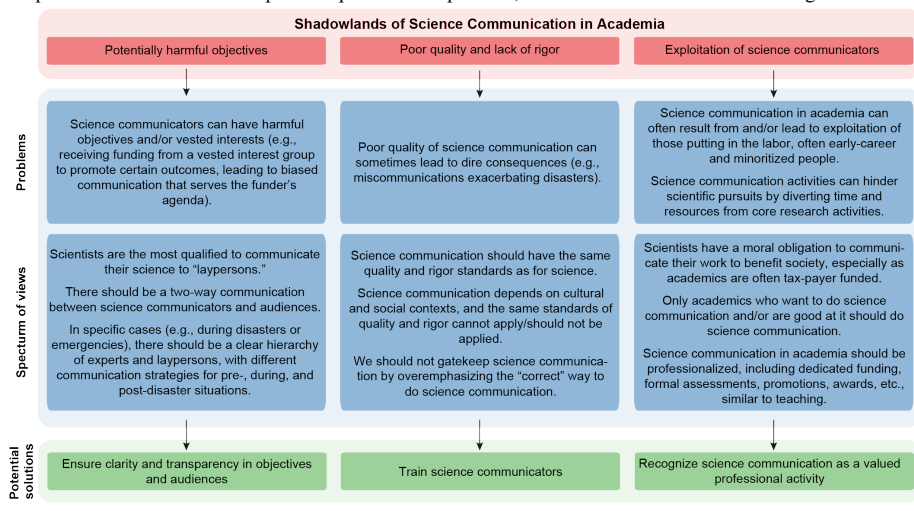 Shadowlands of Science Communication in Academia
Potentially harmful objectives
Poor quality and lack of rigor
Exploitation of science communicators
Problems
Science communicators can have harmful
objectives and/or vested interests (e.g.,
receiving funding from a vested interest group
to promote certain outcomes, leading to biased
communication that serves the funder's
agenda).
Poor quality of science communication can
sometimes lead to dire consequences (e.g.,
miscommunications exacerbating disasters).
Science communication in academia can
often result from and/or lead to exploitation of
those putting in the labor, often early-career
and minoritized people.
Science communication activities can hinder
scientific pursuits by diverting time and
resources from core research activities.
Specturm of views
Scientists are the most qualified to communicate
their science to “laypersons.”
There should be a two-way communication
between science communicators and audiences.
In specific cases (e.g., during disasters or
emergencies), there should be a clear hierarchy
of experts and laypersons, with different
communication strategies for pre-, during, and
post-disaster situations.
Science communication should have the same
quality and rigor standards as for science.
Science communication depends on cultural
and social contexts, and the same standards of
quality and rigor cannot apply/should not be
applied.
We should not gatekeep science communica-
tion by overemphasizing the “correct” way to
do science communication.
Scientists have a moral obligation to communi-
cate their work to benefit society, especially as
academics are often tax-payer funded.
Only academics who want to do science
communication and/or are good at it should do
science communication.
Science communication in academia should be
professionalized, including dedicated funding,
formal assessments, promotions, awards, etc.,
similar to teaching.
Potential
solutions
Ensure clarity and transparency in objectives
and audiences
Train science communicators
Recognize science communication as a valued
professional activity